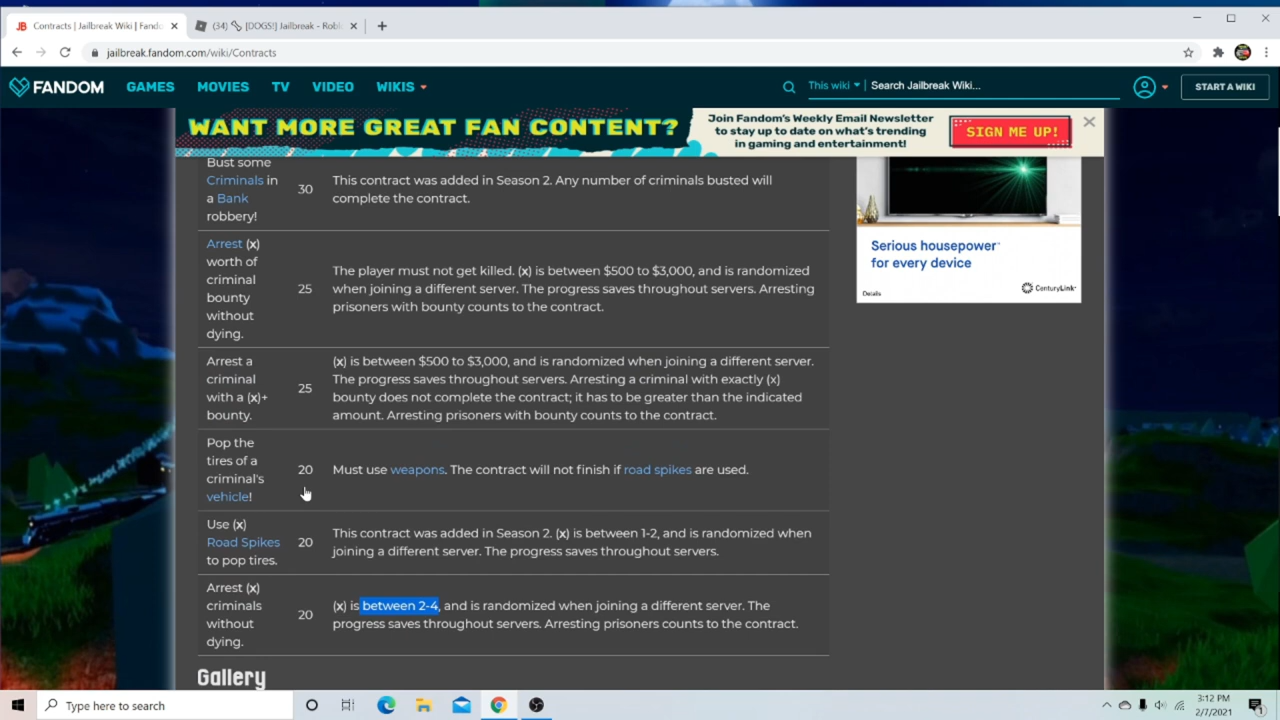 Contracts | Jailbreak Wiki | Fando
(34) [DOGS!] Jailbreak - Robl
jailbreak.fandom.com/wiki/Contracts
FANDOM GAMES MOVIES TV VIDEO WIKIS This wiki Search Jailbreak Wiki... START A WIKI
WANT MORE GREAT FAN CONTENT?
Join Fandom's Weekly Email Newsletter
to stay up to date on what's trending
in gaming and entertainment!
SIGN ME UP!
Bust some
Criminals in
a Bank
robbery!
30
This contract was added in Season 2. Any number of criminals busted will
complete the contract.
Arrest (x)
worth of
criminal
bounty
without
dying.
25
The player must not get killed. (x) is between $500 to $3,000, and is randomized
when joining a different server. The progress saves throughout servers. Arresting
prisoners with bounty counts to the contract.
Arrest a
criminal
with a (x)+
bounty.
25
(x) is between $500 to $3,000, and is randomized when joining a different server.
The progress saves throughout servers. Arresting a criminal with exactly (x)
bounty does not complete the contract; it has to be greater than the indicated
amount. Arresting prisoners with bounty counts to the contract.
Pop the
tires of a
criminal's
vehicle!
20
Must use weapons. The contract will not finish if road spikes are used.
Use (x)
Road Spikes
to pop tires.
20
This contract was added in Season 2. (x) is between 1-2, and is randomized when
joining a different server. The progress saves throughout servers.
Arrest (x)
criminals
without
dying.
20
(x) is between 2-4, and is randomized when joining a different server. The
progress saves throughout servers. Arresting prisoners counts to the contract.
Gallery
Serious housepower™
for every device
Details
CenturyLink®
Type here to search
3:12 PM
2/7/2021